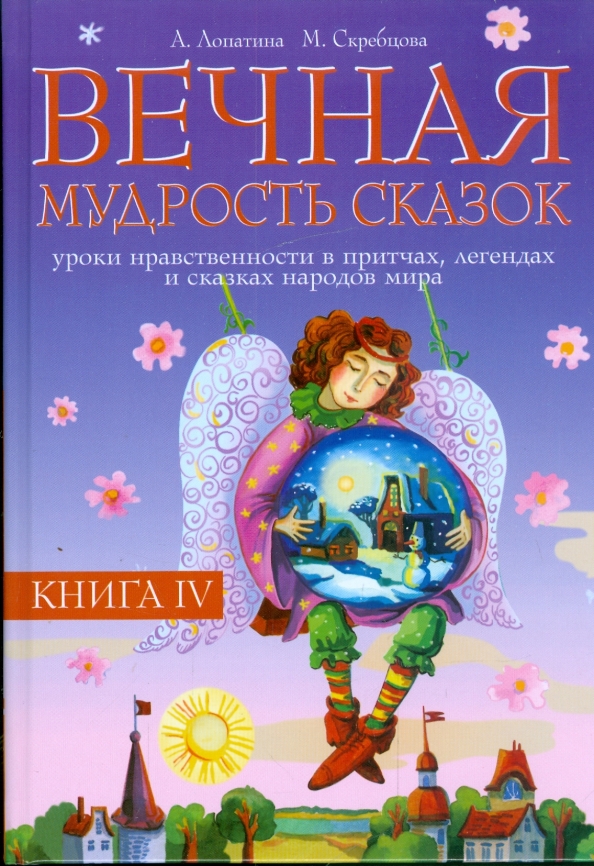 А. Лопатина М. Скребцова
ВЕЧНАЯ
МУДРОСТЬ СКАЗОК
уроки нравственности в притчах, легендах
и сказках народов мира
КНИГА IV